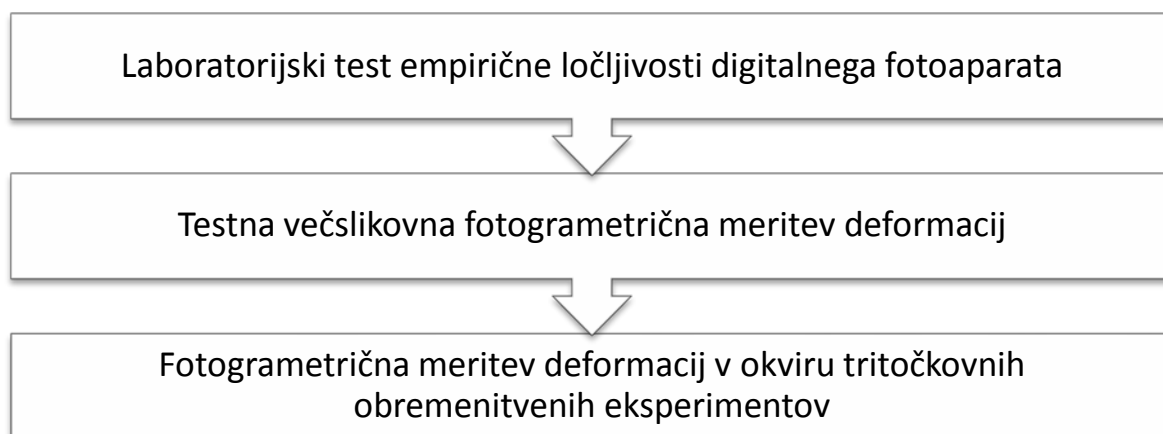 Laboratorijski test empirične ločljivosti digitalnega fotoaparata
Testna večslikovna fotogrametrična meritev deformacij
Fotogrametrična meritev deformacij v okviru tritočkovnih
obremenitvenih eksperimentov